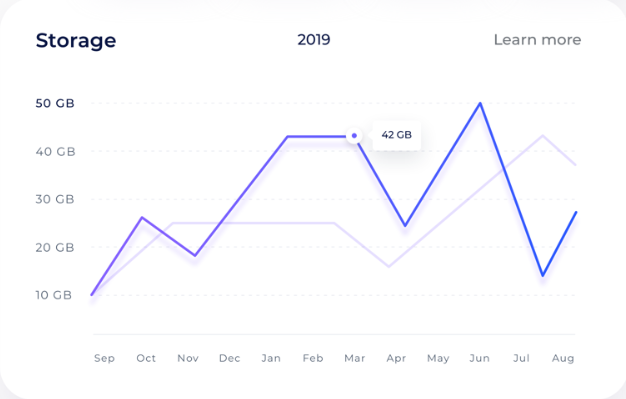 Storage 2019 Learn more
50 GB
42 GB
40 GB
30 GB
20 GB
10 GB
Sep Oct Nov Dec Jan Feb Mar Apr May Jun Jul Aug